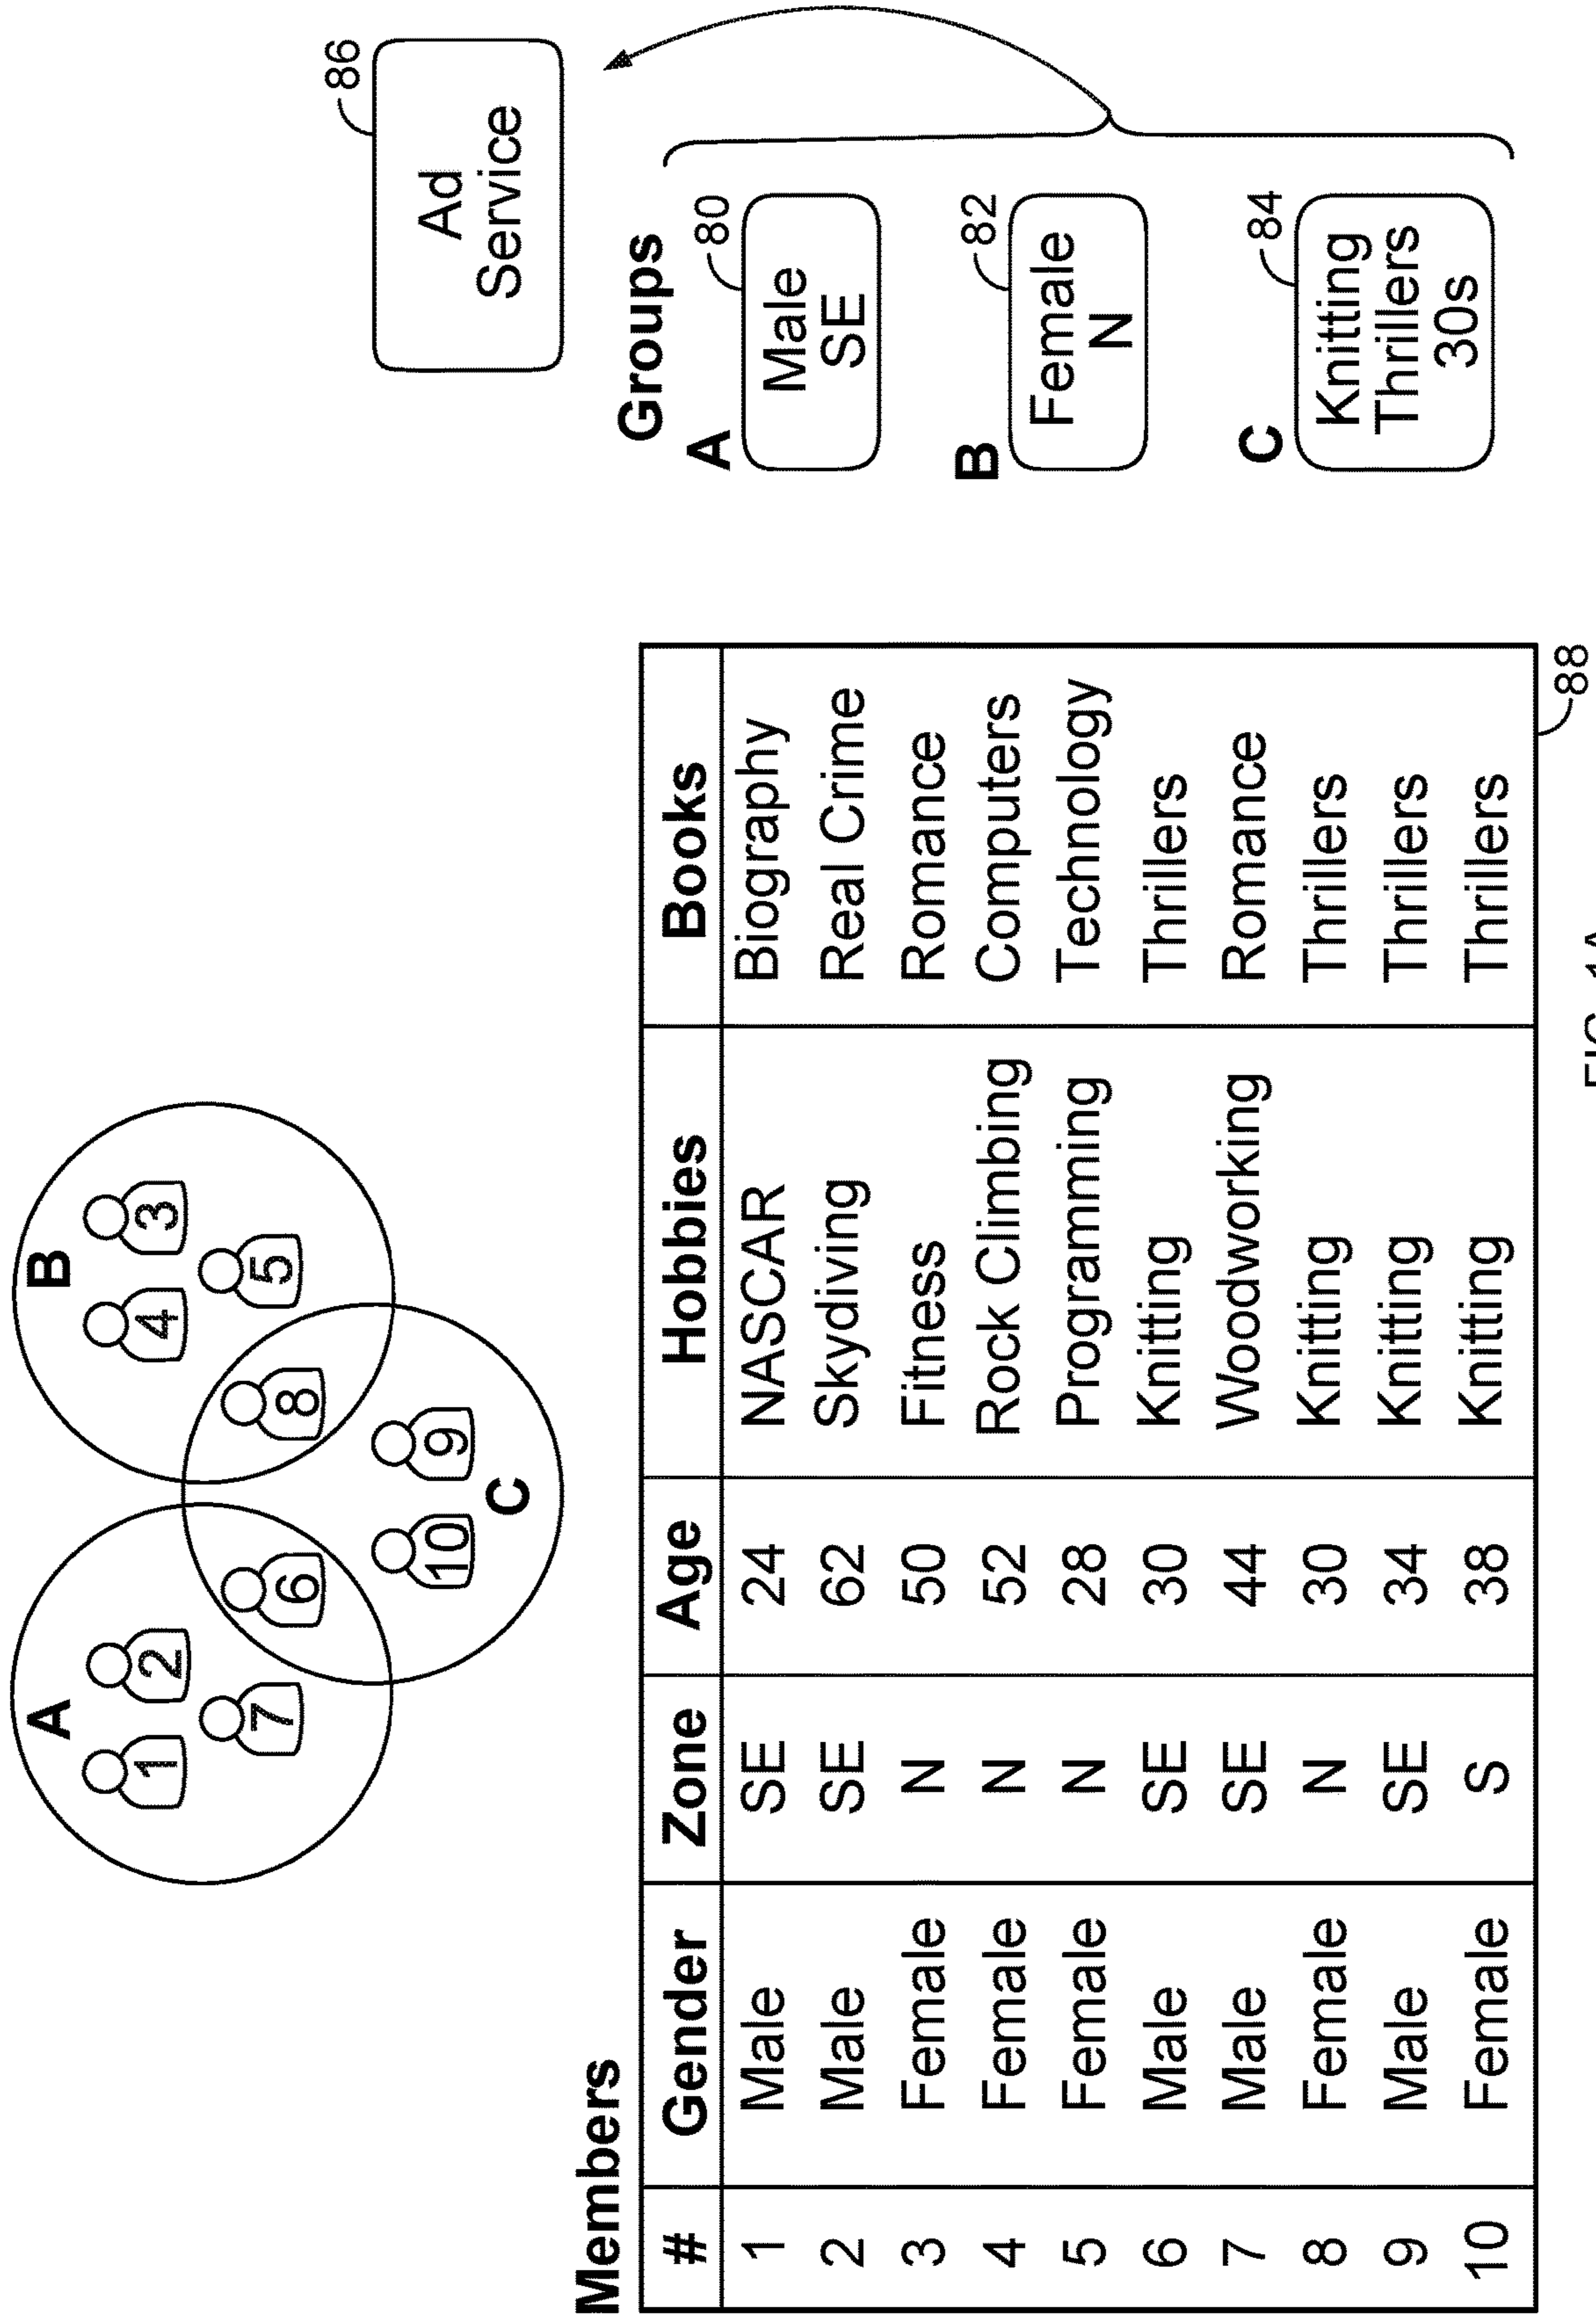 A
1
2
7
6
B
4
3
5
8
10
9
C
Members
# Gender Zone Age Hobbies Books
1 Male SE 24 NASCAR Biography
2 Male SE 62 Skydiving Real Crime
3 Female N 50 Fitness Romance
4 Female N 52 Rock Climbing Computers
5 Female N 28 Programming Technology
6 Male SE 30 Knitting Thrillers
7 Male SE 44 Woodworking Romance
8 Female N 30 Knitting Thrillers
9 Male SE 34 Knitting Thrillers
10 Female S 38 Knitting Thrillers
88
86
Ad
Service
Groups
A
80
Male
SE
B
82
Female
N
C
84
Knitting
Thrillers
30s